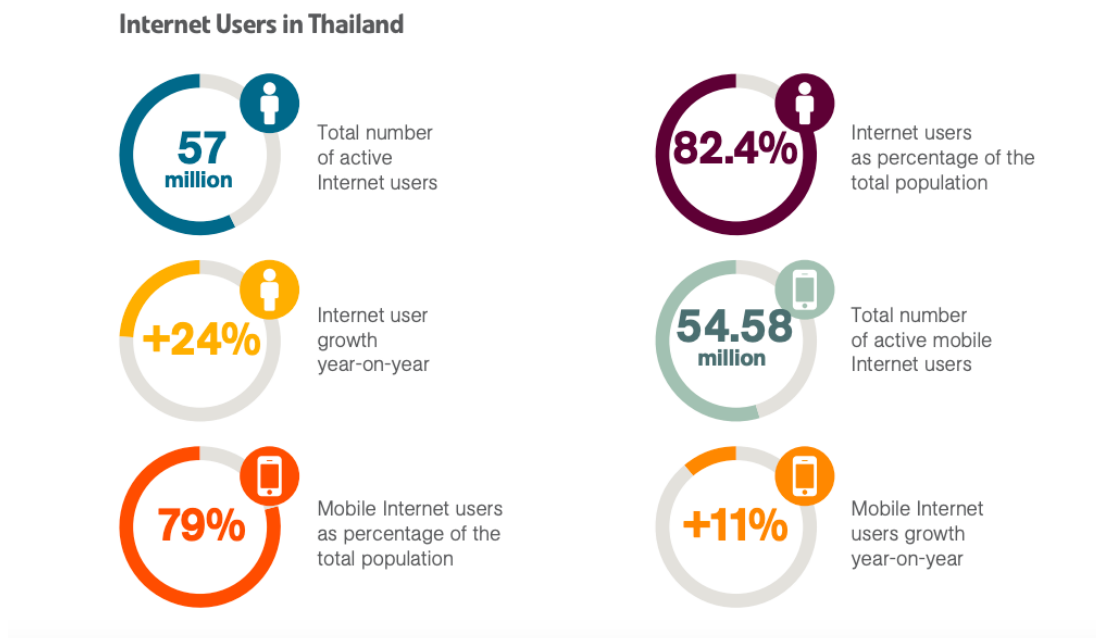 Internet Users in Thailand
57
million
Total number
of active
Internet users
82.4%
Internet users
as percentage of the
total population
+24%
Internet user
growth
year-on-year
54.58
million
Total number
of active mobile
Internet users
79%
Mobile Internet users
as percentage of the
total population
+11%
Mobile Internet
users growth
year-on-year